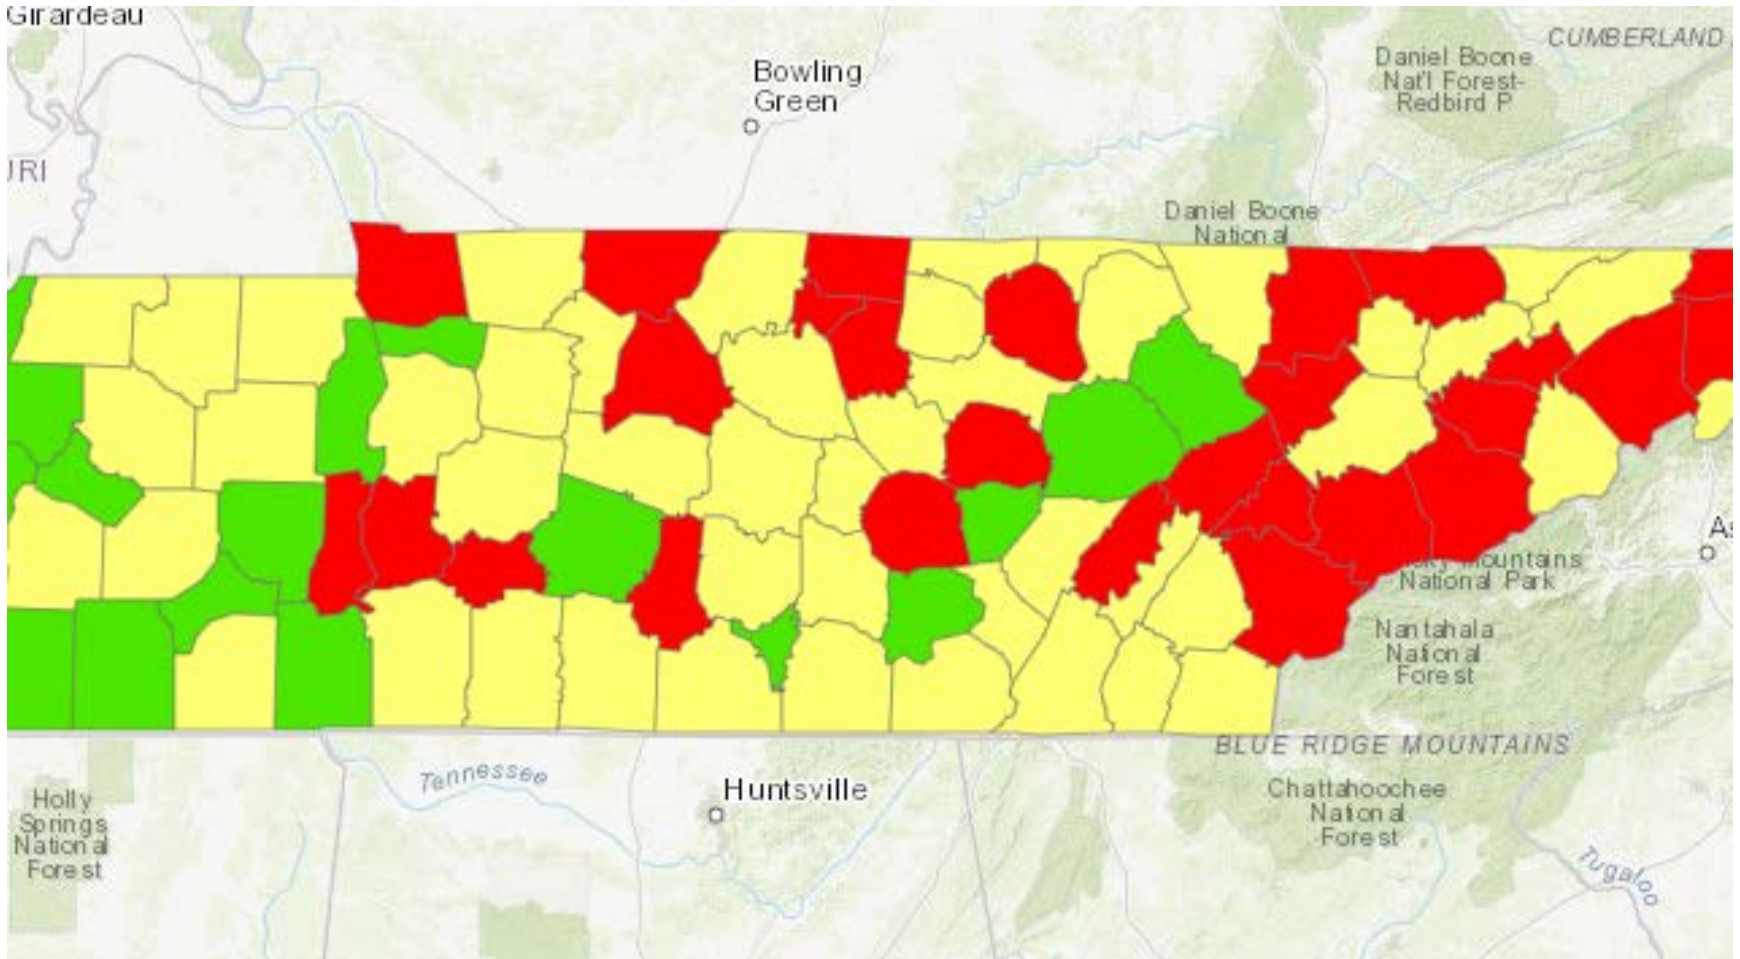 Girardeau
CUMBERLAND
Daniel Boone
Nat'l Forest-
Redbird P
Bowling
Green
URI
Daniel Boone
National
As
Mountains
National Park
Nantahala
National
Forest
BLUE RIDGE MOUNTAINS
Tennessee
Huntsville
Chattahoochee
National
Forest
Holly
Springs
National
Forest
Tugaloo